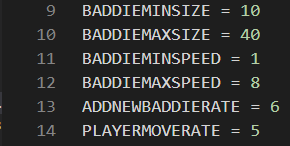 9 BADDIEMINSIZE = 10
10 BADDIEMAXSIZE = 40
11 BADDIEMINSPEED = 1
12 BADDIEMAXSPEED = 8
13 ADDNEWBADDIERATE = 6
14 PLAYERMOVERATE = 5